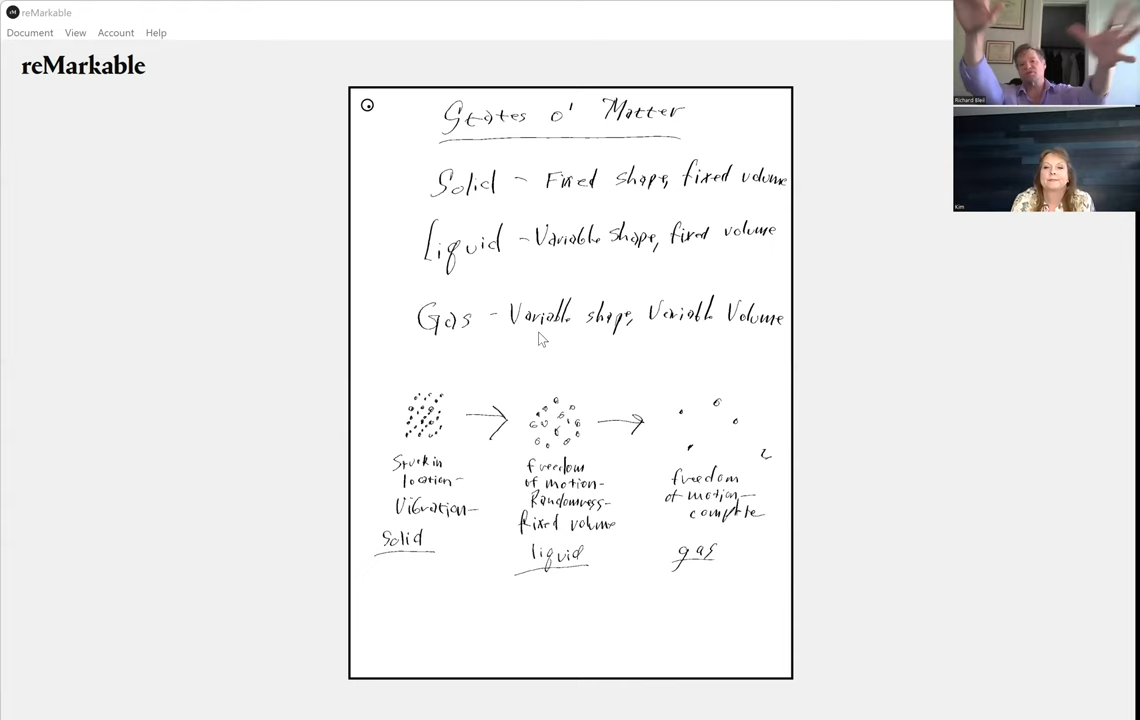 reMarkable
Document View Account Help
reMarkable
Richard Bleil
Kim
States o' Matter
Solid - Fixed shape, fixed volume
Liquid - Variable shape, fixed volume
Gas - Variable shape, Variable Volume
Stuck in
location-
Vibration-
Solid
freedom
of motion-
Randomness-
fixed volume
liquid
freedom
of motion-
complete
gas